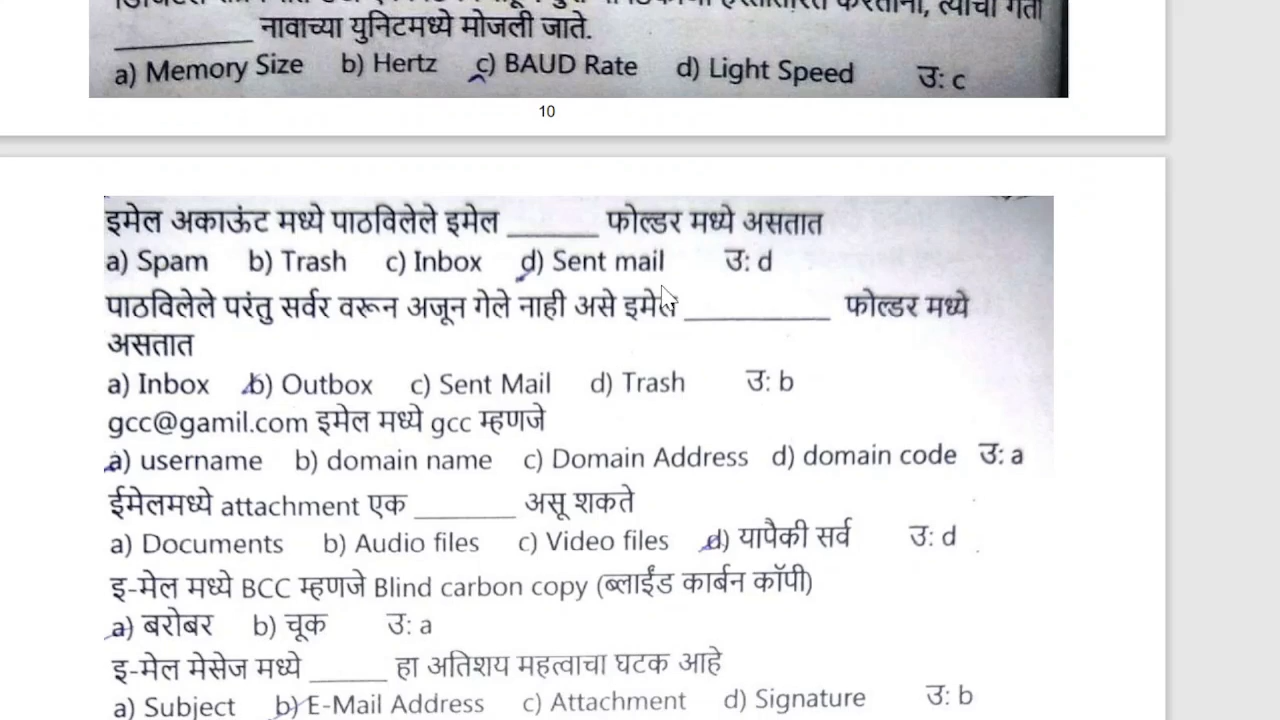 नावाच्या युनिटमध्ये मोजली जाते.
a) Memory Size b) Hertz c) BAUD Rate d) Light Speed उ: c
10
इमेल अकाऊंट मध्ये पाठविलेले इमेल ______ फोल्डर मध्ये असतात
a) Spam b) Trash c) Inbox d) Sent mail उ: d
पाठविलेले परंतु सर्वर वरून अजून गेले नाही असे इमेल __________ फोल्डर मध्ये
असतात
a) Inbox b) Outbox c) Sent Mail d) Trash उ: b
gcc@gamil.com इमेल मध्ये gcc म्हणजे
a) username b) domain name c) Domain Address d) domain code उ: a
ईमेलमध्ये attachment एक _______ असू शकते
a) Documents b) Audio files c) Video files d) यापैकी सर्व उ: d
इ-मेल मध्ये BCC म्हणजे Blind carbon copy (ब्लाईंड कार्बन कॉपी)
a) बरोबर b) चूक उ: a
इ-मेल मेसेज मध्ये _____ हा अतिशय महत्वाचा घटक आहे
a) Subject b) E-Mail Address c) Attachment d) Signature उ: b